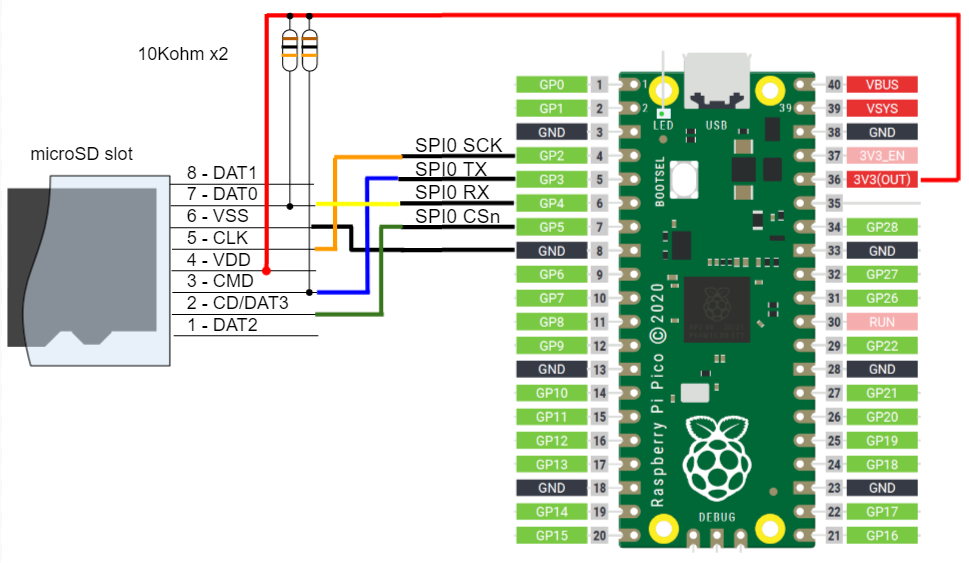 10Kohm x2
microSD slot
8 - DAT1
7 - DAT0
6 - VSS
5 - CLK
4 - VDD
3 - CMD
2 - CD/DAT3
1 - DAT2
SPI0 SCK
SPI0 TX
SPI0 RX
SPI0 CSn
GP0 1
GP1 2
GND 3
GP2 4
GP3 5
GP4 6
GP5 7
GND 8
GP6 9
GP7 10
GP8 11
GP9 12
GND 13
GP10 14
GP11 15
GP12 16
GP13 17
GND 18
GP14 19
GP15 20
1
2
LED
USB
39
BOOTSEL
Raspberry Pi Pico © 2020
DEBUG
40 VBUS
39 VSYS
38 GND
37 3V3_EN
36 3V3(OUT)
35
34 GP28
33 GND
32 GP27
31 GP26
30 RUN
29 GP22
28 GND
27 GP21
26 GP20
25 GP19
24 GP18
23 GND
22 GP17
21 GP16